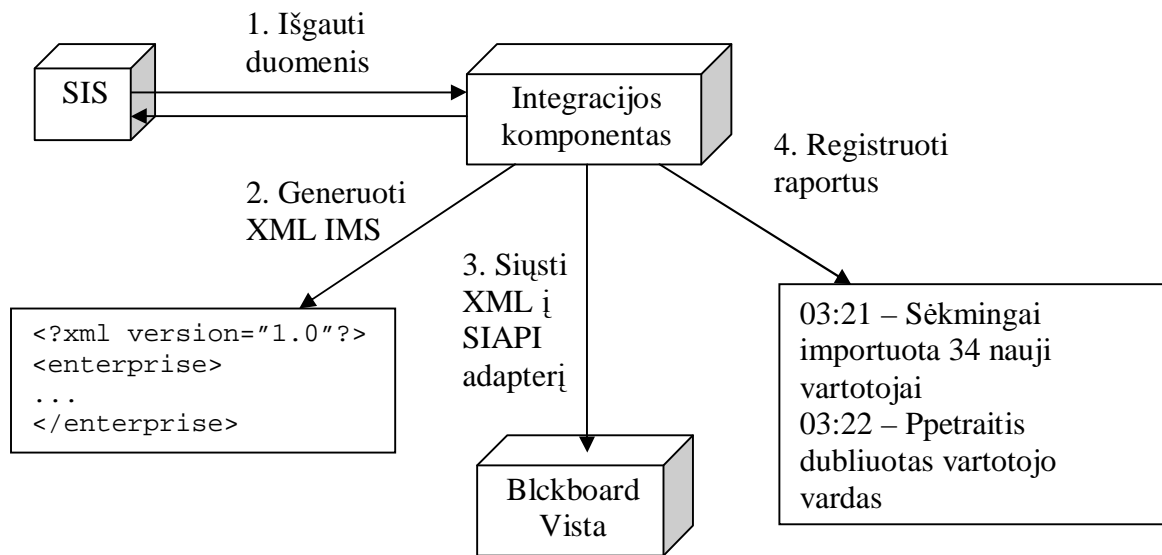 1. Išgauti
duomenis
SIS
Integracijos
komponentas
4. Registruoti
raportus
2. Generuoti
XML IMS
3. Siųsti
XML į
SIAPI
adapterį
<?xml version=″1.0″?>
<enterprise>
...
</enterprise>
03:21 – Sėkmingai
importuota 34 nauji
vartotojai
03:22 – Ppetraitis
dubliuotas vartotojo
vardas
Blckboard
Vista